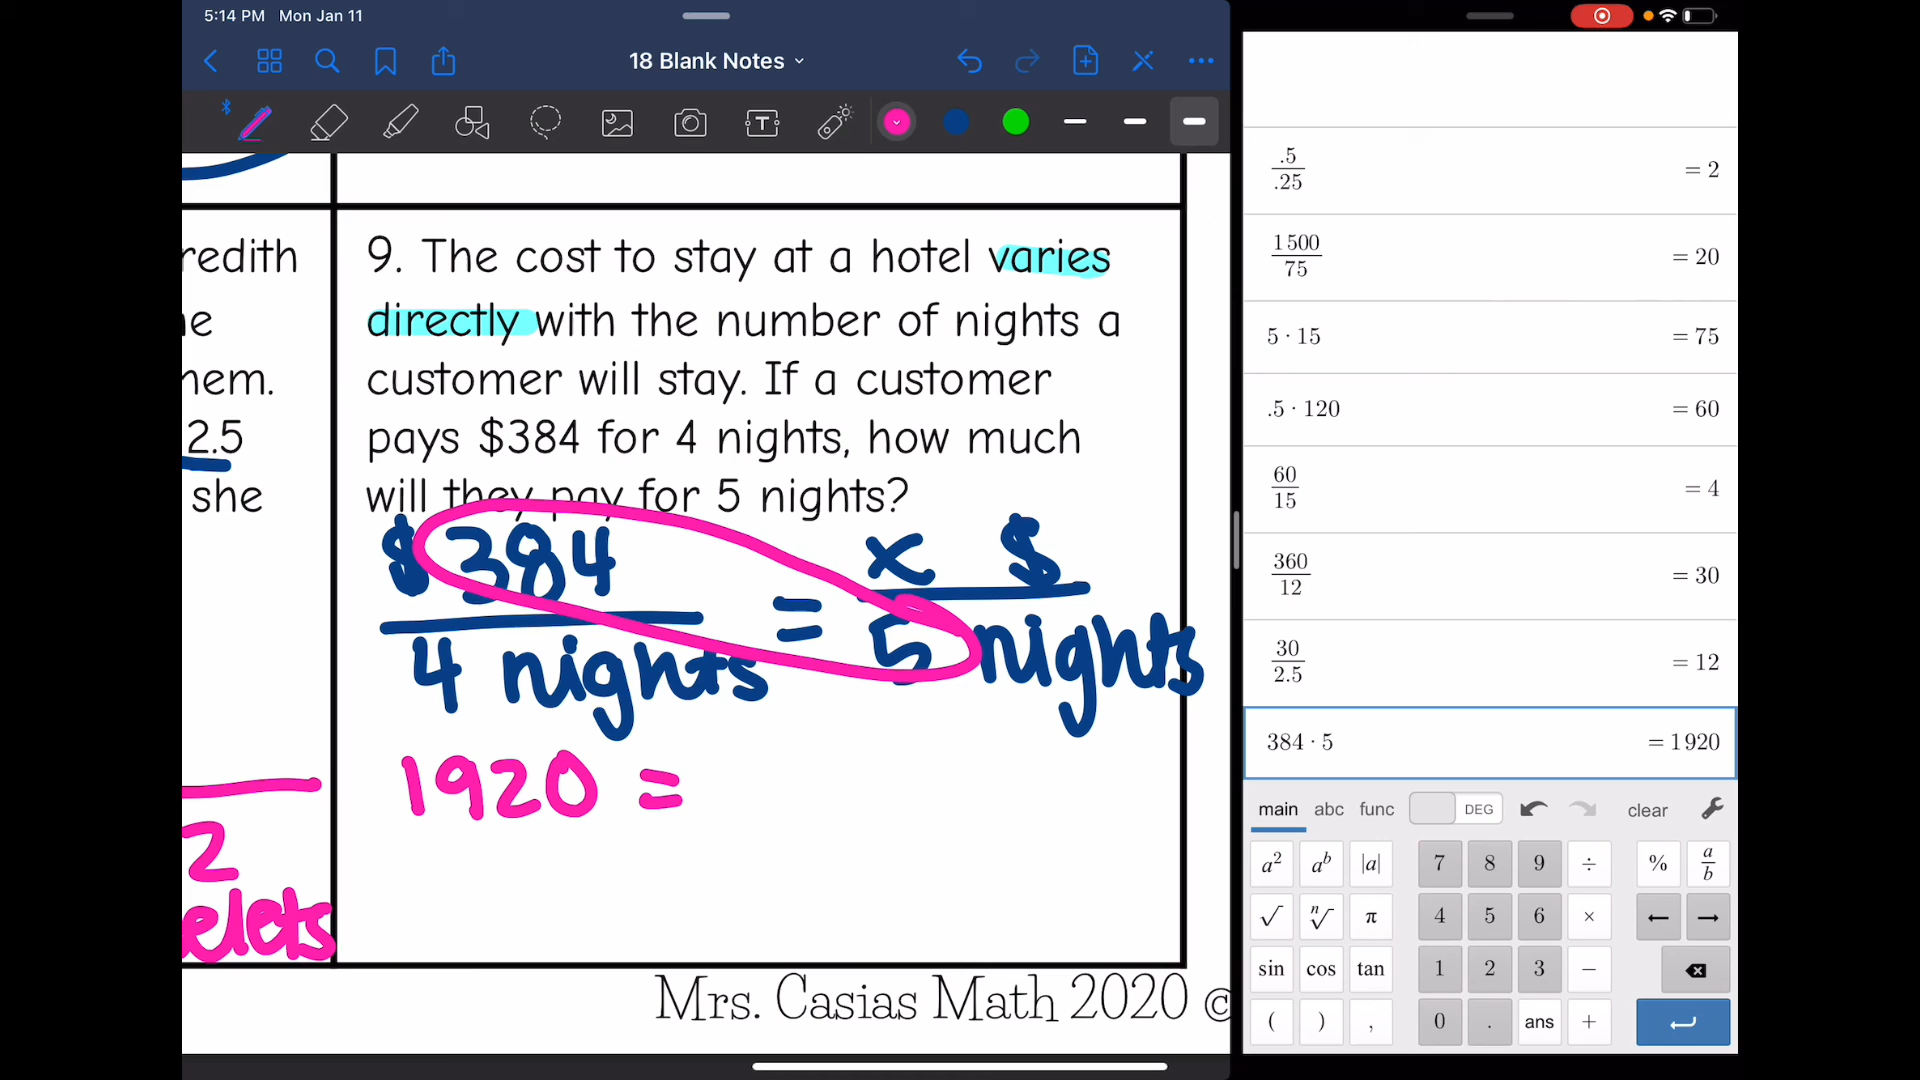 5:14 PM Mon Jan 11
18 Blank Notes
T
redith
2.5
she
2
elets
9. The cost to stay at a hotel varies
directly with the number of nights a
customer will stay. If a customer
pays $384 for 4 nights, how much
will they pay for 5 nights?
$384 = x $
4 nights 5 nights
1920 =
Mrs. Casias Math 2020 ©
.5
.25 = 2
1500
75 = 20
5 · 15 = 75
.5 · 120 = 60
60
15 = 4
360
12 = 30
30
2.5 = 12
384 · 5 = 1920
main abc func DEG clear
a² aᵇ |a| 7 8 9 ÷ % a/b
√ ⁿ√ π 4 5 6 × ← →
sin cos tan 1 2 3 −
( ) , 0 . ans +